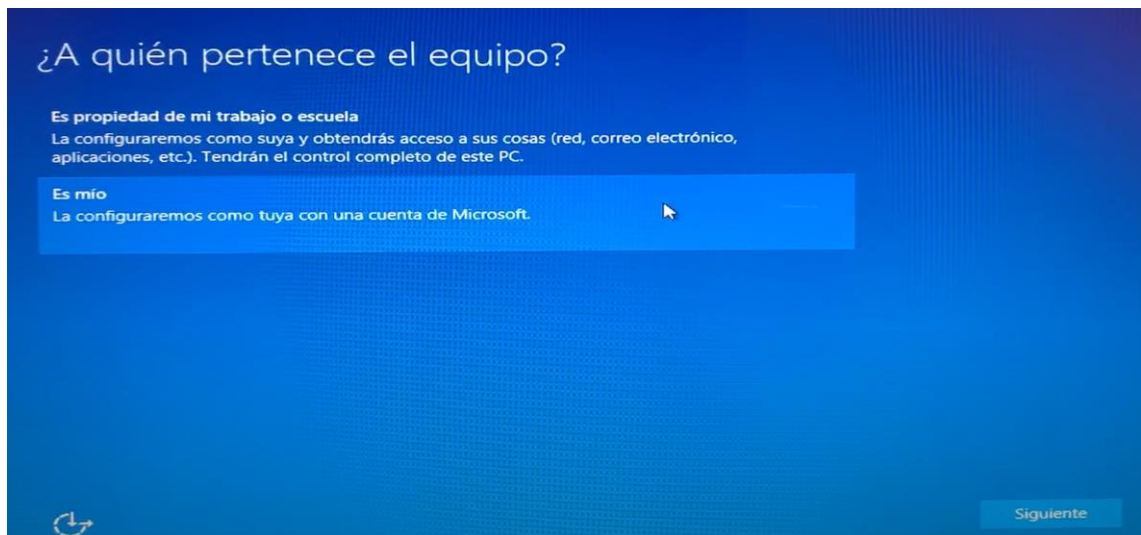 ¿A quién pertenece el equipo?
Es propiedad de mi trabajo o escuela
La configuraremos como suya y obtendrás acceso a sus cosas (red, correo electrónico,
aplicaciones, etc.). Tendrán el control completo de este PC.
Es mío
La configuraremos como tuya con una cuenta de Microsoft.
Siguiente